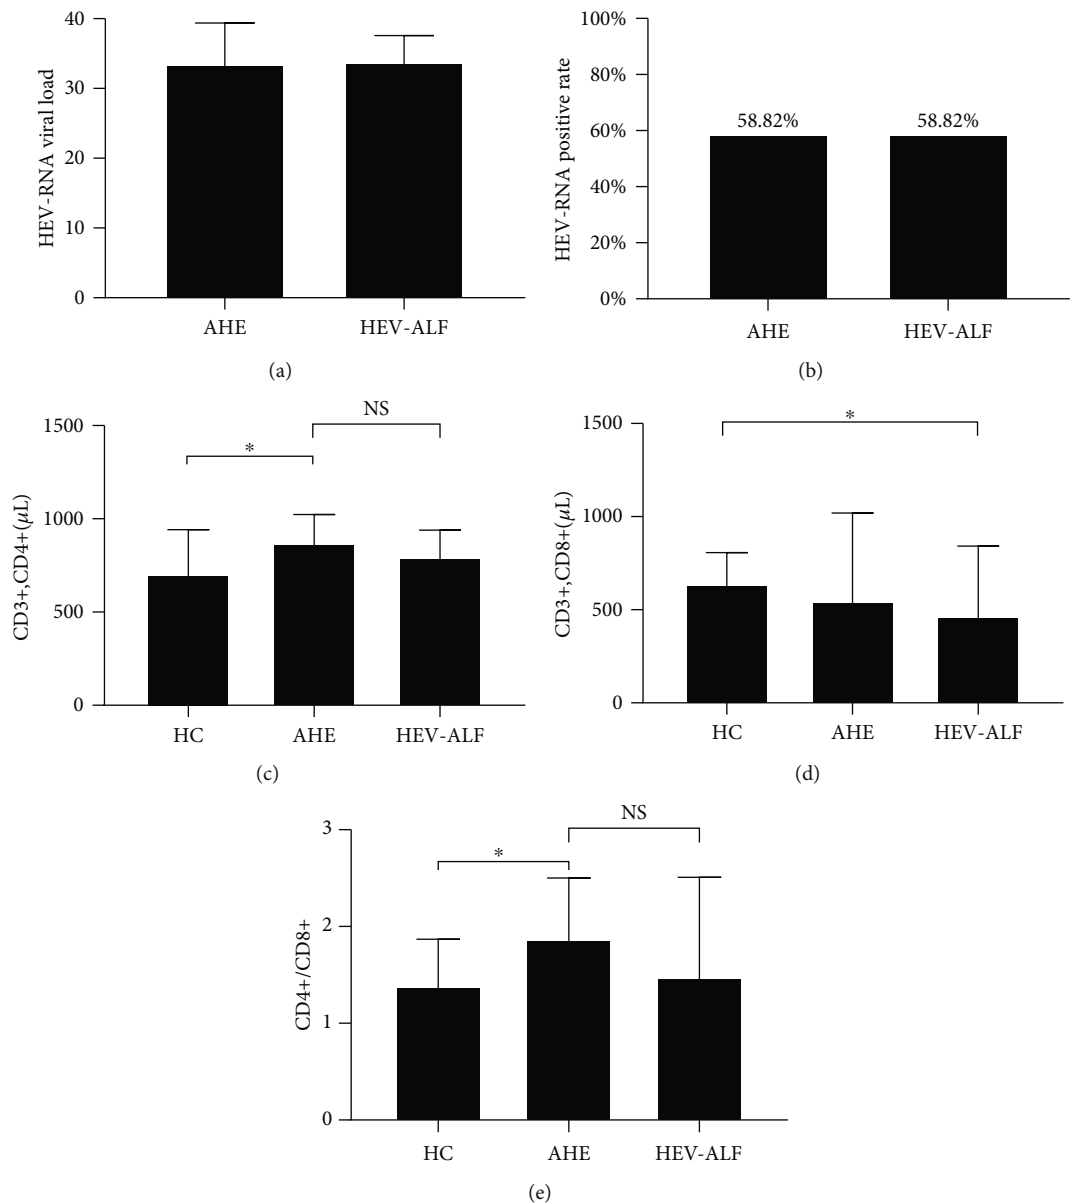 HEV-RNA viral load
40
30
20
10
0
AHE HEV-ALF
(a)
HEV-RNA positive rate
100%
80%
60%
40%
20%
0%
58.82% 58.82%
AHE HEV-ALF
(b)
CD3+,CD4+(μL)
1500
1000
500
0
* NS
HC AHE HEV-ALF
(c)
CD3+,CD8+(μL)
1500
1000
500
0
*
HC AHE HEV-ALF
(d)
CD4+/CD8+
3
2
1
0
* NS
HC AHE HEV-ALF
(e)